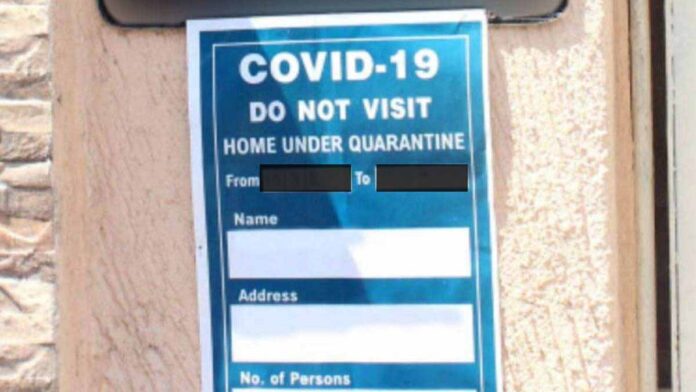 COVID-19
DO NOT VISIT
HOME UNDER QUARANTINE
From To
Name
Address
No. of Persons